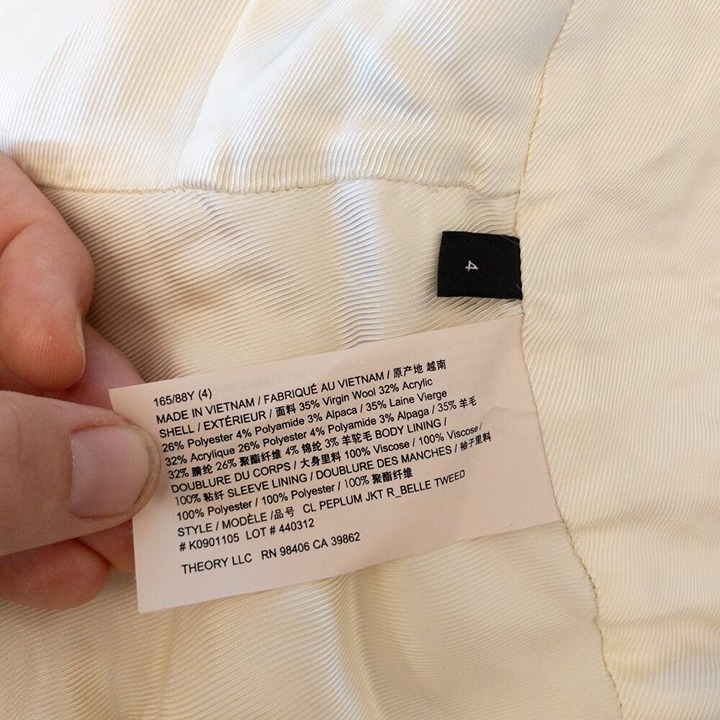 4
165/88Y (4)
MADE IN VIETNAM / FABRIQUÉ AU VIETNAM / 原产地 越南
SHELL / EXTÉRIEUR / 面料 35% Virgin Wool 32% Acrylic
26% Polyester 4% Polyamide 3% Alpaca / 35% Laine Vierge
32% Acrylique 26% Polyester 4% Polyamide 3% Alpaga / 35% 羊毛
32% 腈纶 26% 聚酯纤维 4% 锦纶 3% 羊驼毛 BODY LINING /
DOUBLURE DU CORPS / 大身里料 100% Viscose / 100% Viscose/
100% 粘纤 SLEEVE LINING / DOUBLURE DES MANCHES / 袖子里料
100% Polyester / 100% Polyester / 100% 聚酯纤维
STYLE / MODÈLE /品号 CL PEPLUM JKT R_BELLE TWEED
# K0901105 LOT # 440312
THEORY LLC RN 98406 CA 39862